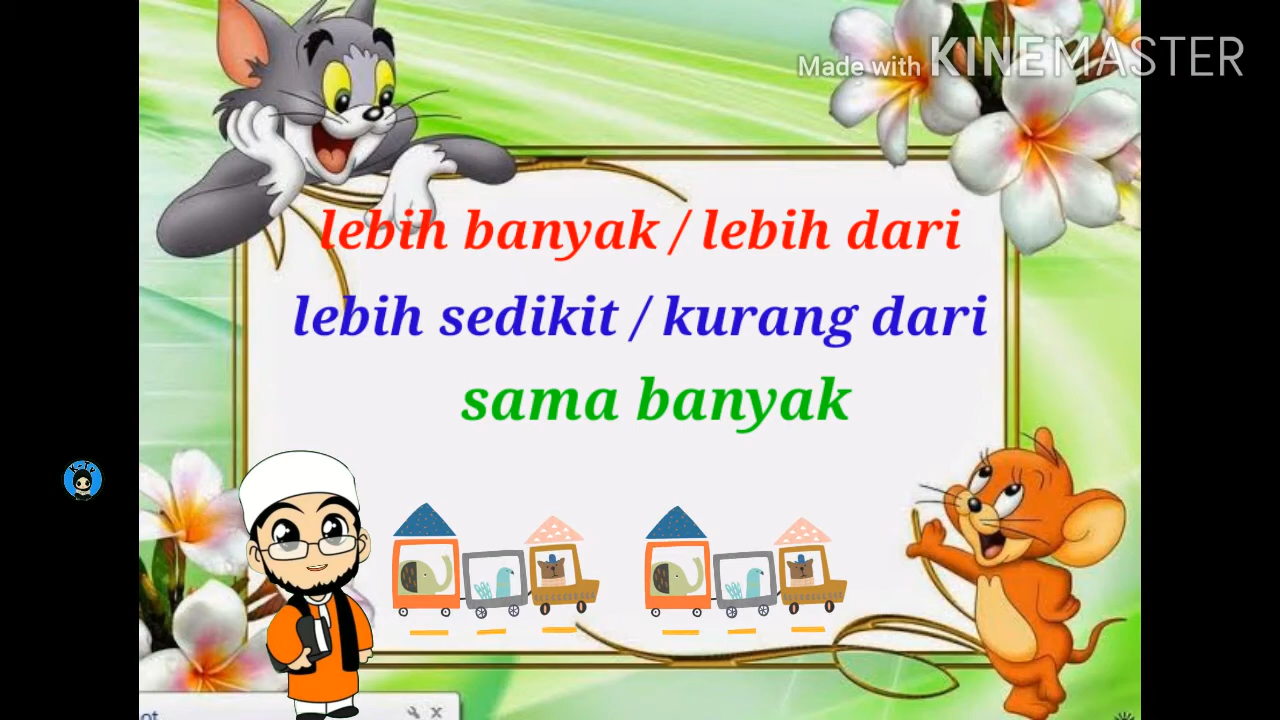 Made with KINEMASTER
lebih banyak / lebih dari
lebih sedikit / kurang dari
sama banyak